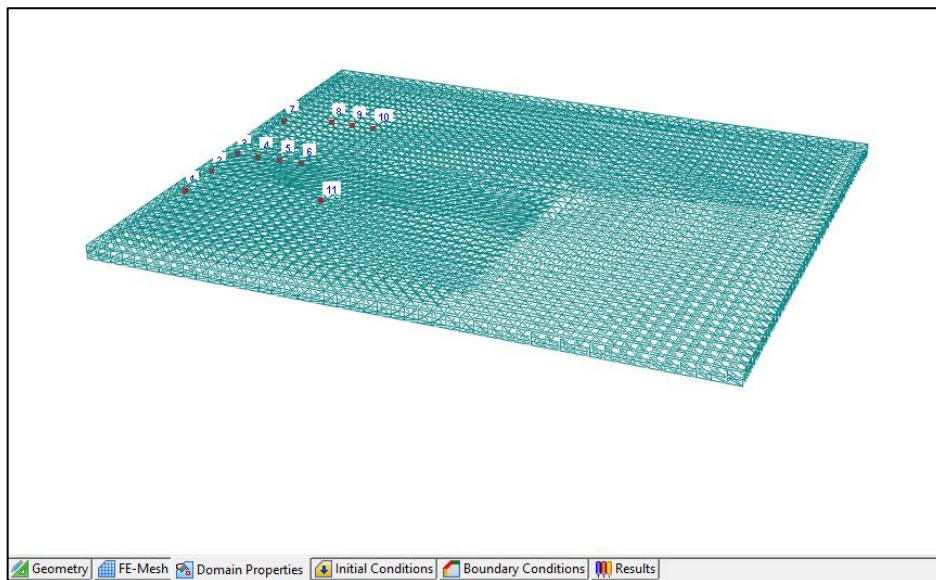 7
8 9 10
3 4 5 6
2
1
11
Geometry FE-Mesh Domain Properties Initial Conditions Boundary Conditions Results